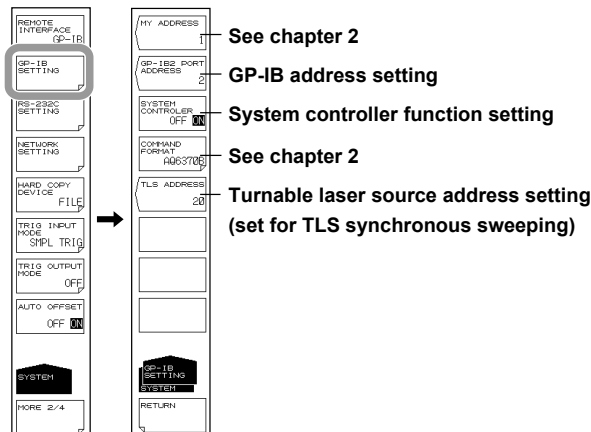 REMOTE
INTERFACE
GP-IB
GP-IB
SETTING
RS-232C
SETTING
NETWORK
SETTING
HARD COPY
DEVICE
FILE
TRIG INPUT
MODE
SMPL TRIG
TRIG OUTPUT
MODE
OFF
AUTO OFFSET
OFF ON
SYSTEM
MORE 2/4
MY ADDRESS
1
GP-IB2 PORT
ADDRESS
2
SYSTEM
CONTROLER
OFF ON
COMMAND
FORMAT
AQ6370B
TLS ADDRESS
20
GP-IB
SETTING
SYSTEM
RETURN
See chapter 2
GP-IB address setting
System controller function setting
See chapter 2
Turnable laser source address setting
(set for TLS synchronous sweeping)